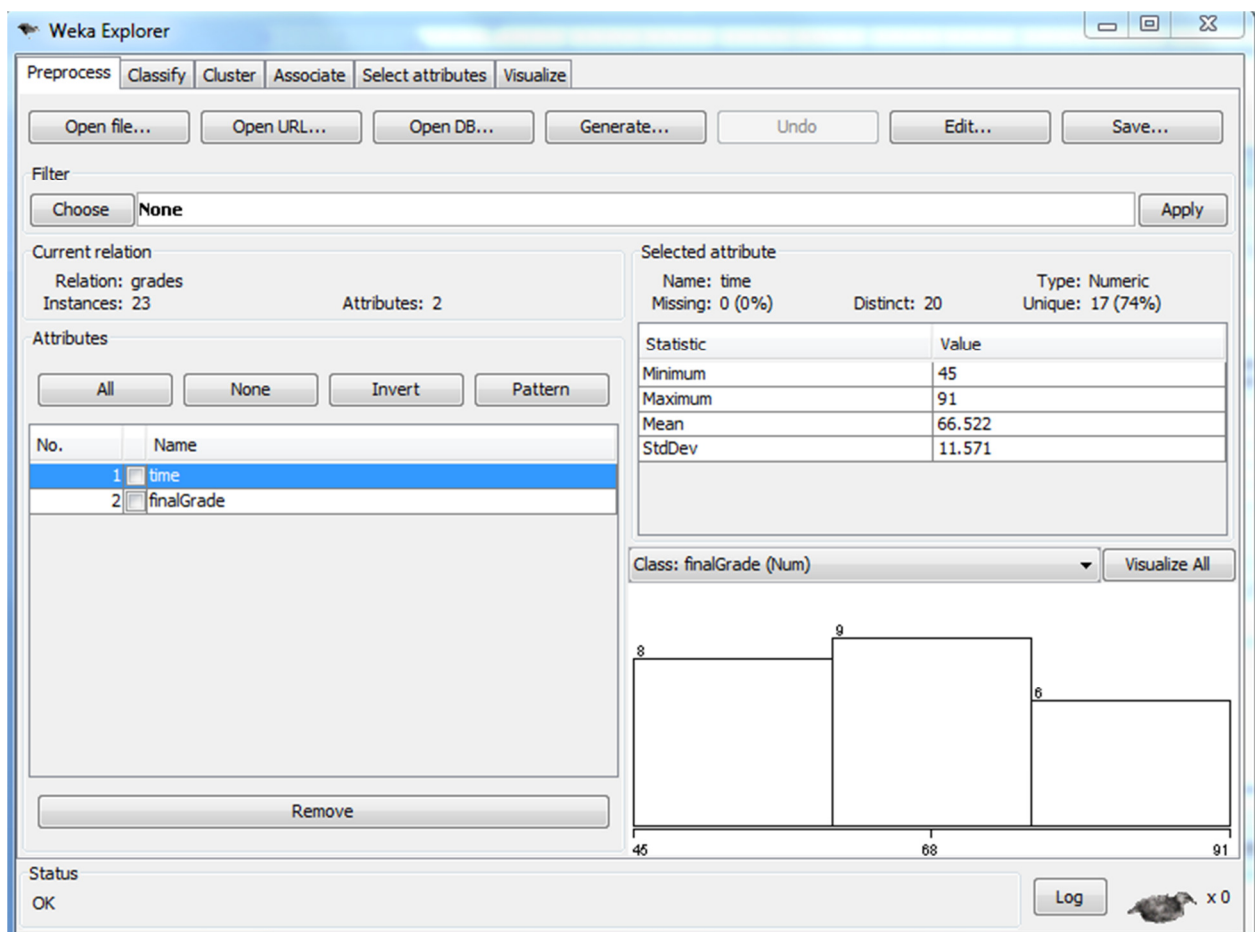 Weka Explorer
Preprocess Classify Cluster Associate Select attributes Visualize
Open file... Open URL... Open DB... Generate... Undo Edit... Save...
Filter
Choose None Apply
Current relation
Relation: grades
Instances: 23 Attributes: 2
Attributes
All None Invert Pattern
No. Name
1 time
2 finalGrade
Remove
Selected attribute
Name: time Type: Numeric
Missing: 0 (0%) Distinct: 20 Unique: 17 (74%)
Statistic Value
Minimum 45
Maximum 91
Mean 66.522
StdDev 11.571
Class: finalGrade (Num) Visualize All
8 9 6
45 68 91
Status
OK Log x 0